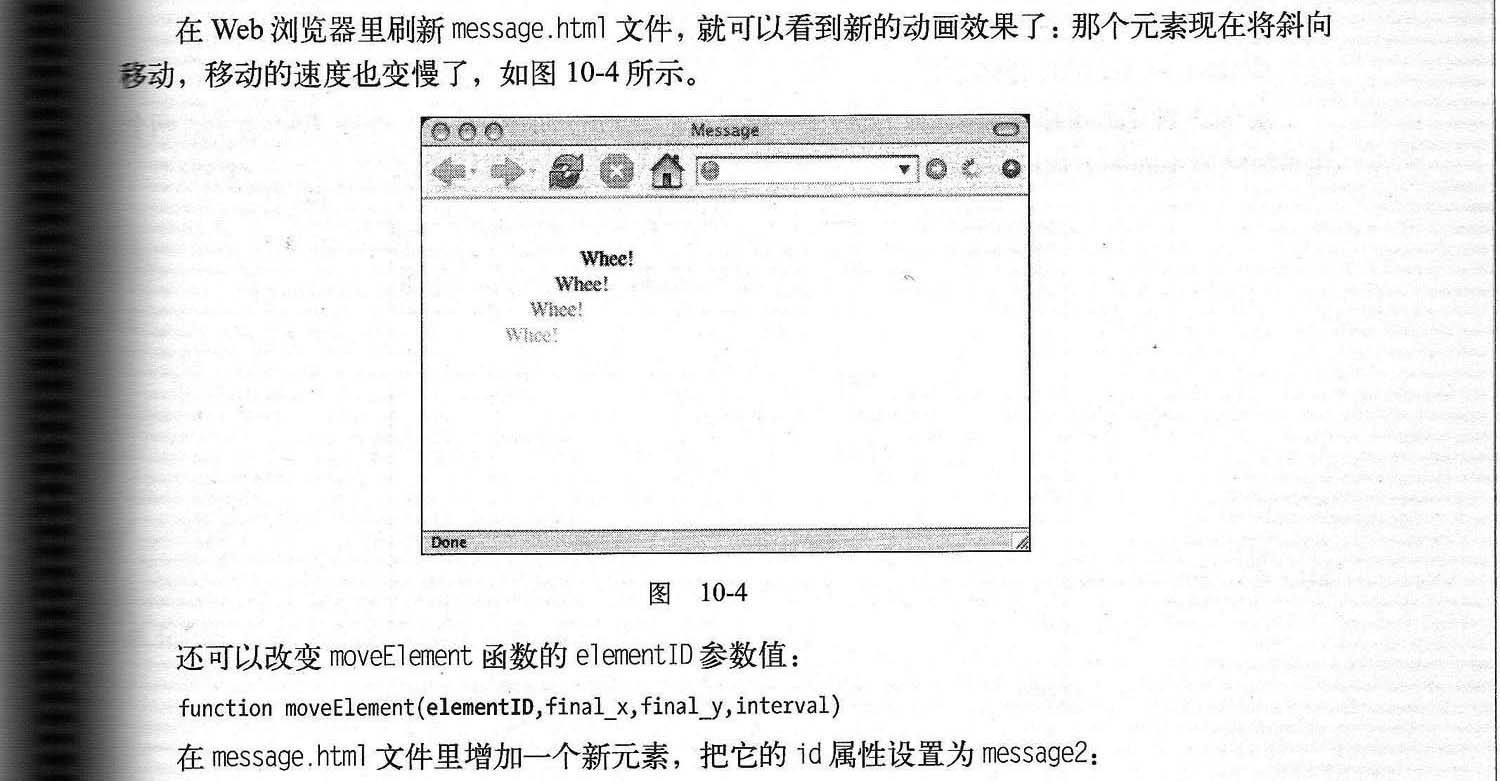 在 Web 浏览器里刷新 message.html 文件，就可以看到新的动画效果了：那个元素现在将斜向
移动，移动的速度也变慢了，如图 10-4 所示。
Message
Whee!
Whee!
Whee!
Whee!
Done
图 10-4
还可以改变 moveElement 函数的 elementID 参数值：
function moveElement(elementID,final_x,final_y,interval)
在 message.html 文件里增加一个新元素，把它的 id 属性设置为 message2：